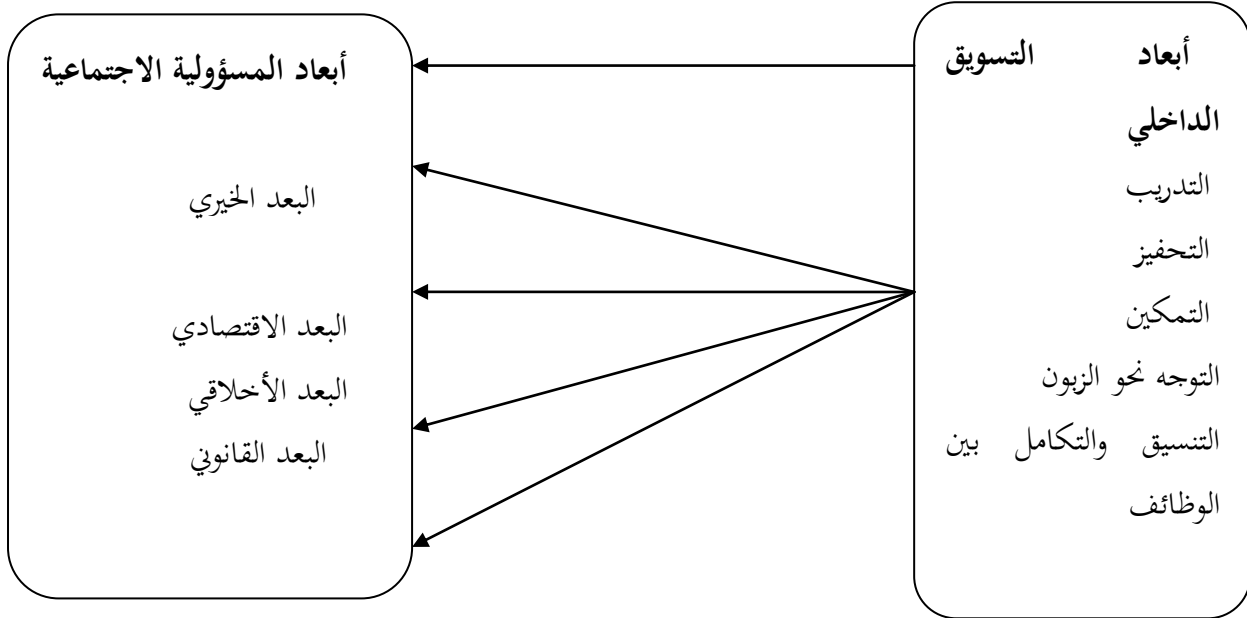 أبعاد التسويق
الداخلي
التدريب
التحفيز
التمكين
التوجه نحو الزبون
التنسيق والتكامل بين
الوظائف
أبعاد المسؤولية الاجتماعية
البعد الخيري
البعد الاقتصادي
البعد الأخلاقي
البعد القانوني